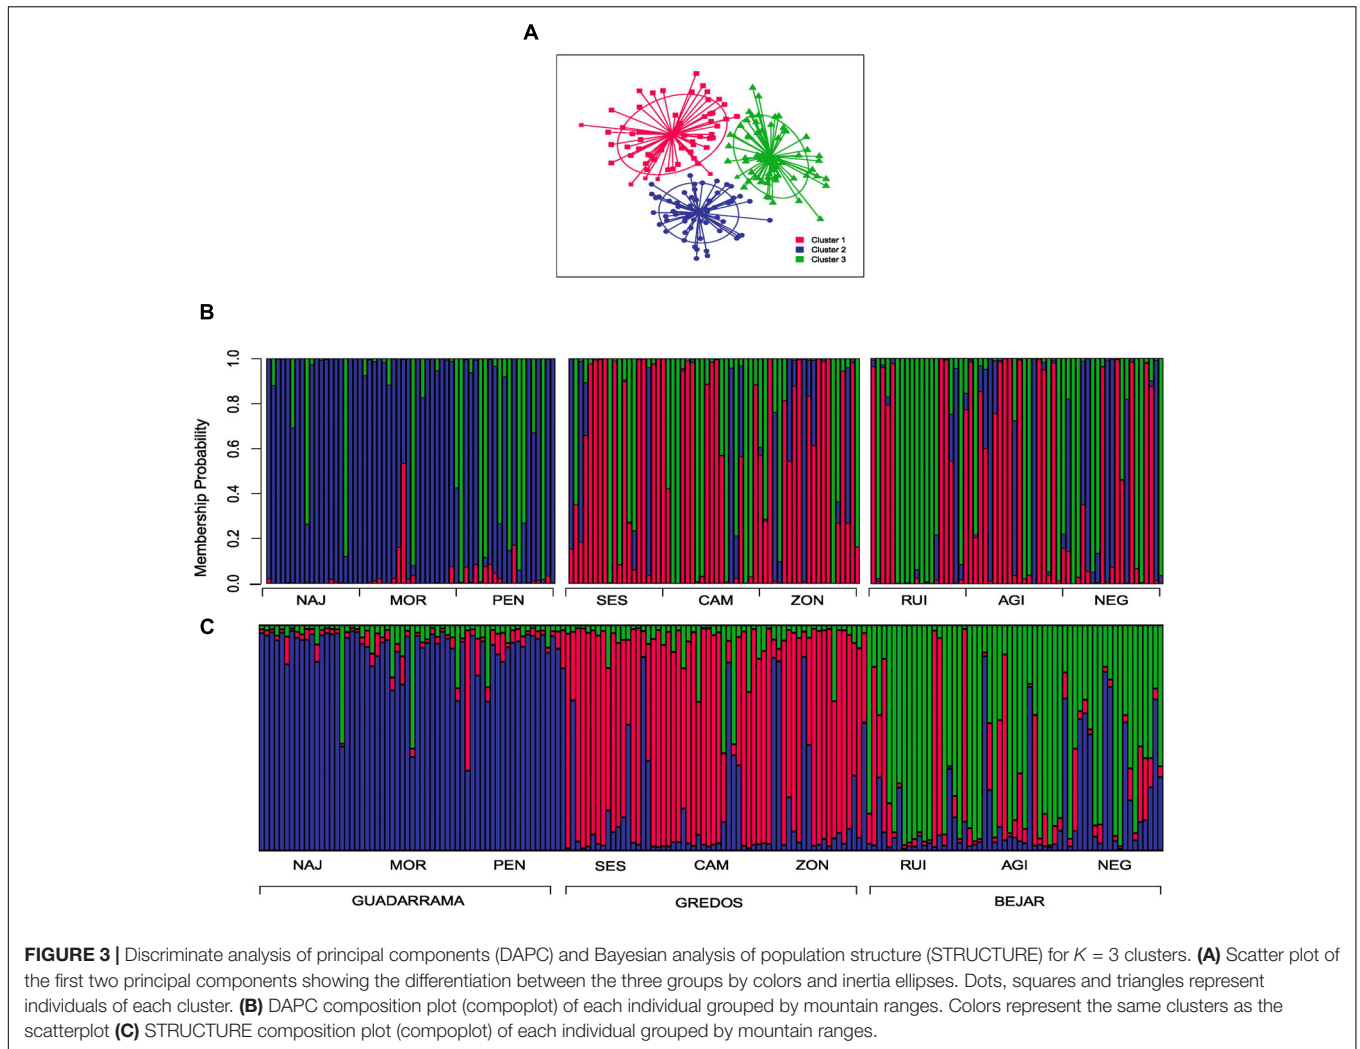 A
Cluster 1
Cluster 2
Cluster 3
B
Membership Probability
1.0
0.8
0.6
0.4
0.2
0.0
NAJ MOR PEN SES CAM ZON RUI AGI NEG
C
NAJ MOR PEN SES CAM ZON RUI AGI NEG
GUADARRAMA GREDOS BEJAR
FIGURE 3 | Discriminate analysis of principal components (DAPC) and Bayesian analysis of population structure (STRUCTURE) for K = 3 clusters. (A) Scatter plot of
the first two principal components showing the differentiation between the three groups by colors and inertia ellipses. Dots, squares and triangles represent
individuals of each cluster. (B) DAPC composition plot (compoplot) of each individual grouped by mountain ranges. Colors represent the same clusters as the
scatterplot (C) STRUCTURE composition plot (compoplot) of each individual grouped by mountain ranges.